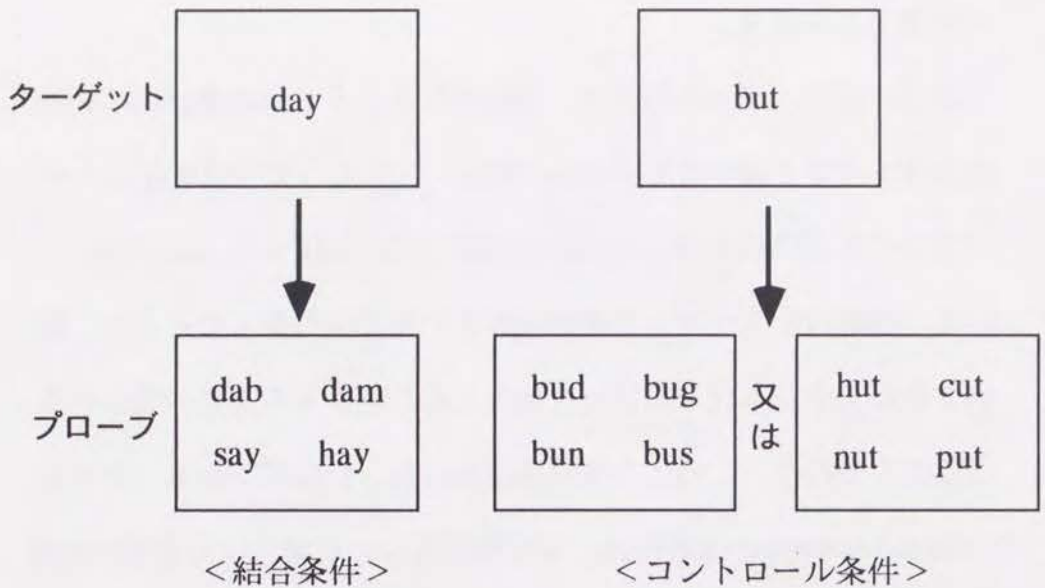 ターゲット
day
but
プローブ
dab dam
say hay
bud bug
bun bus
又は
hut cut
nut put
＜結合条件＞
＜コントロール条件＞